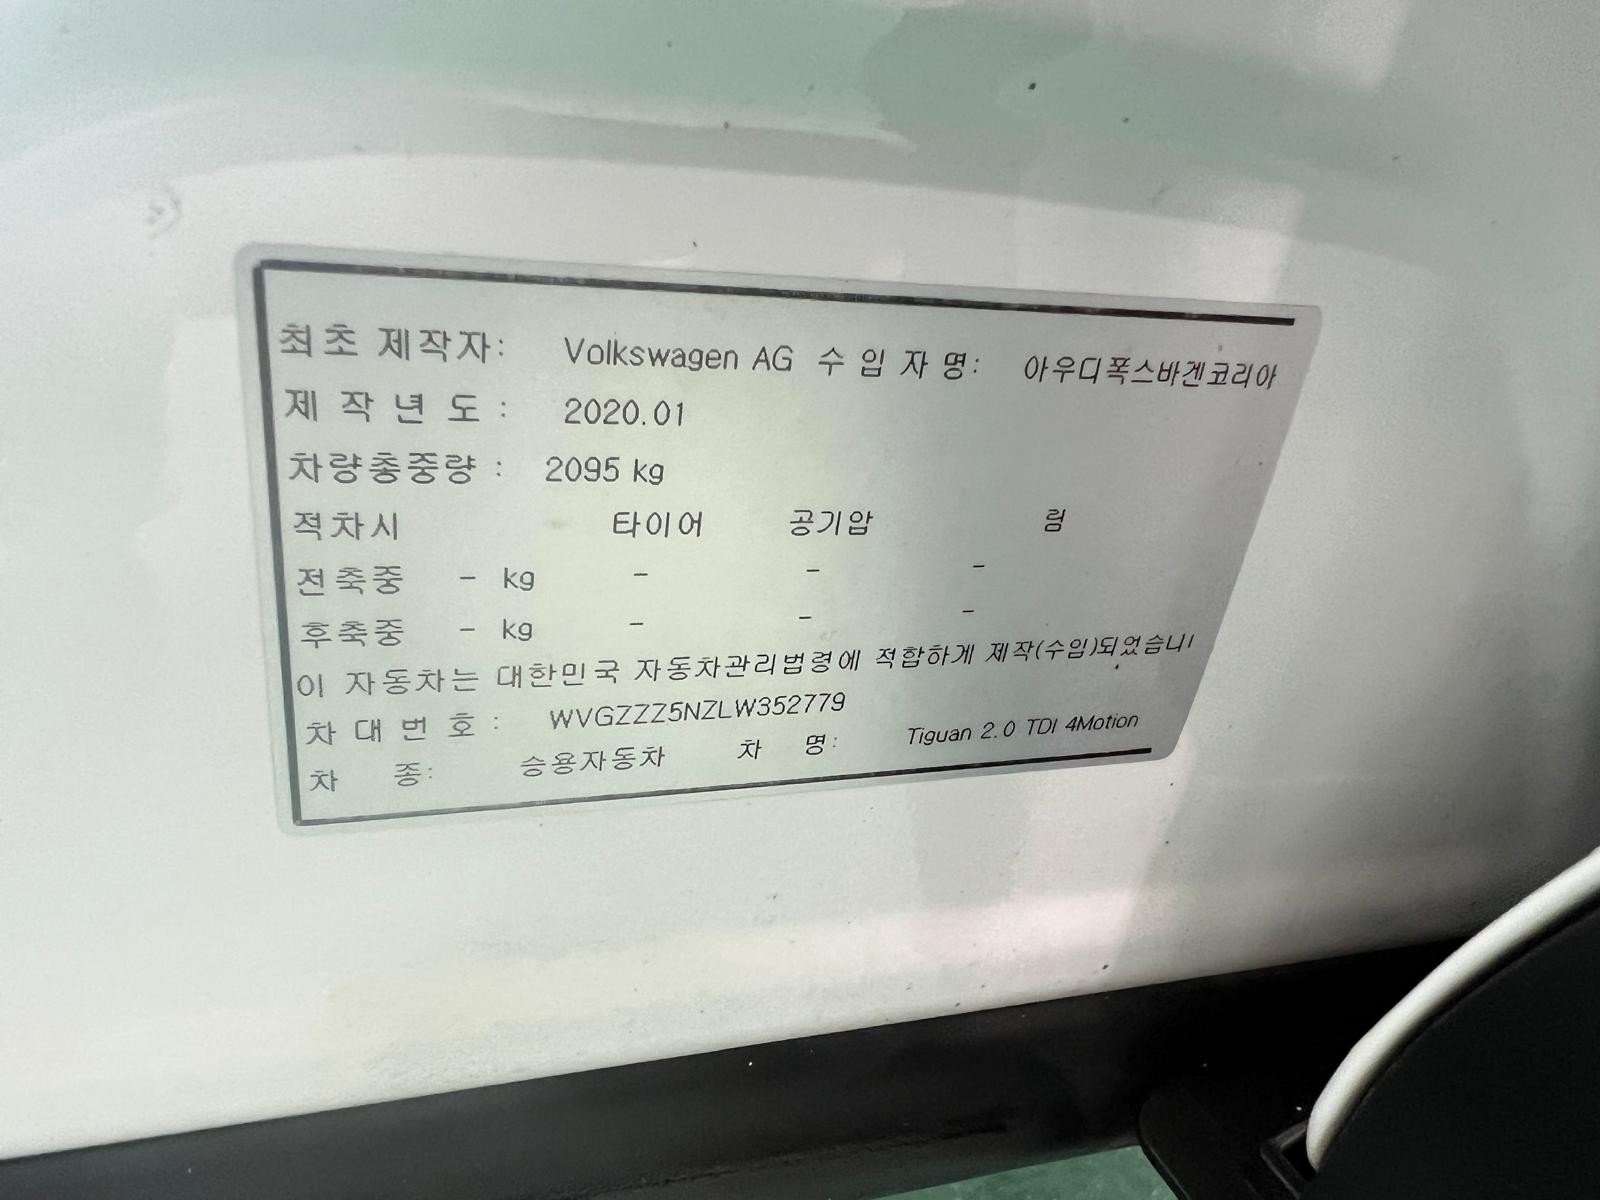 최초 제작자: Volkswagen AG 수 입 자 명: 아우디폭스바겐코리아
제 작 년 도 : 2020.01
차량총중량 : 2095 kg
적차시 타이어 공기압 림
전축중 - kg - - -
후축중 - kg - - -
이 자동차는 대한민국 자동차관리법령에 적합하게 제작(수입)되었습니
차 대 번 호 : WVGZZZ5NZLW352779
차 종: 승용자동차 차 명: Tiguan 2.0 TDI 4Motion